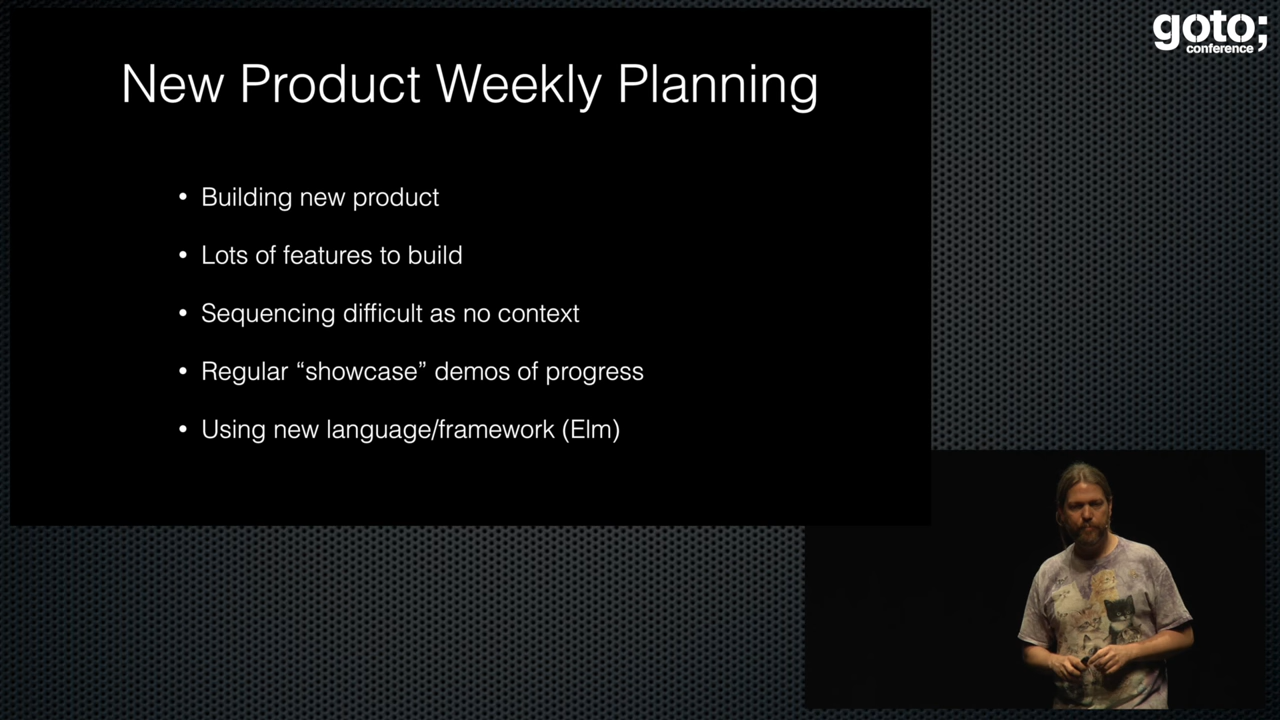 goto;
conference
New Product Weekly Planning
• Building new product
• Lots of features to build
• Sequencing difficult as no context
• Regular “showcase” demos of progress
• Using new language/framework (Elm)